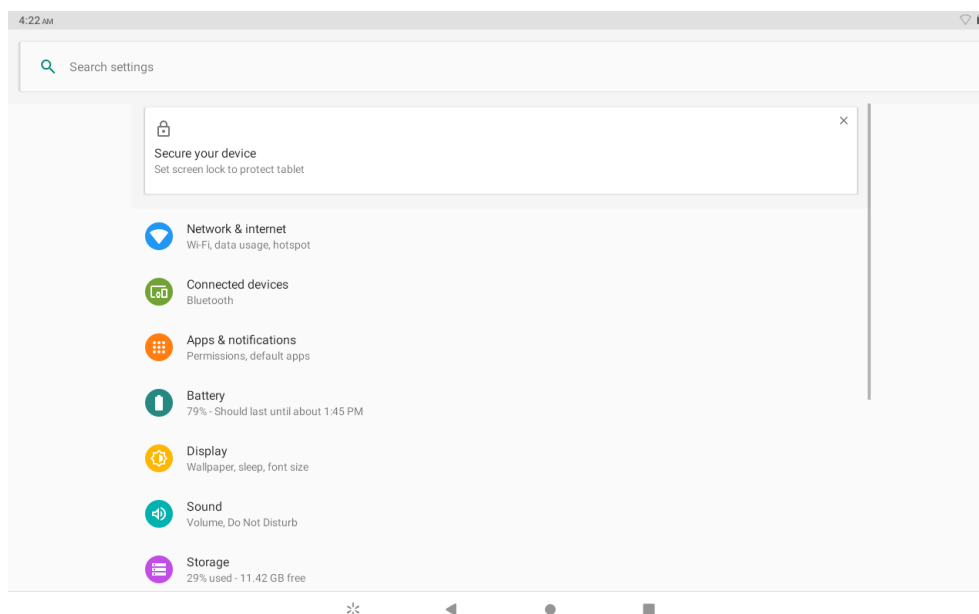 4:22 AM
Search settings
Secure your device
Set screen lock to protect tablet
Network & internet
Wi-Fi, data usage, hotspot
Connected devices
Bluetooth
Apps & notifications
Permissions, default apps
Battery
79% - Should last until about 1:45 PM
Display
Wallpaper, sleep, font size
Sound
Volume, Do Not Disturb
Storage
29% used - 11.42 GB free